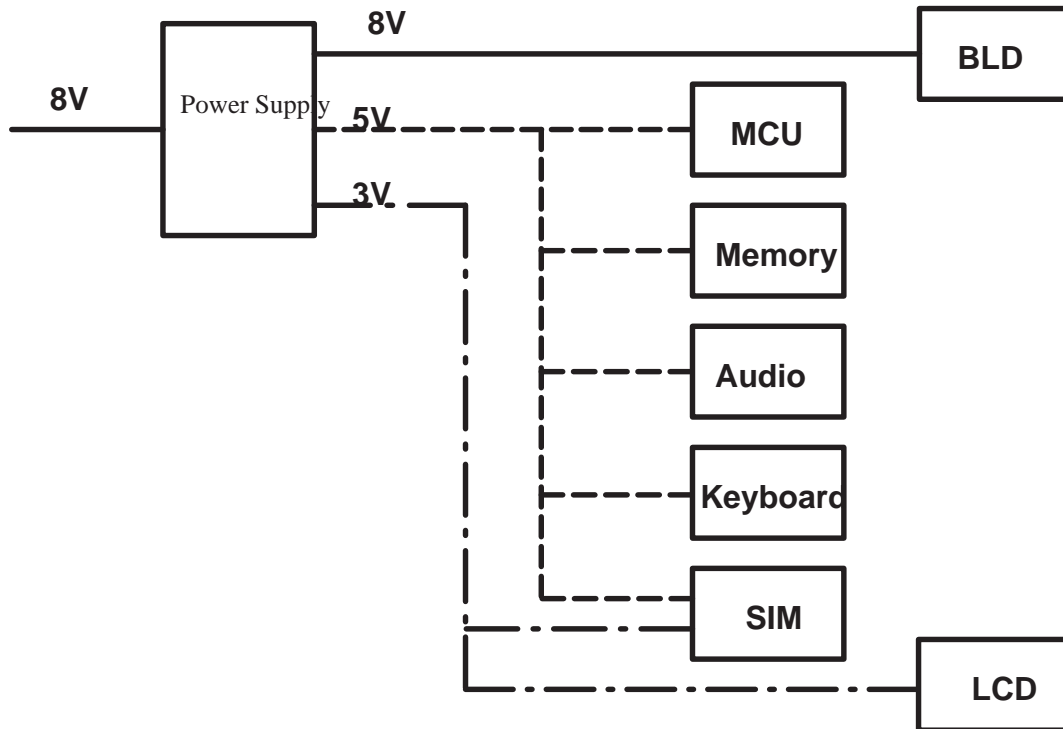 8V
BLD
8V
Power Supply
5V
MCU
3V
Memory
Audio
Keyboard
SIM
LCD